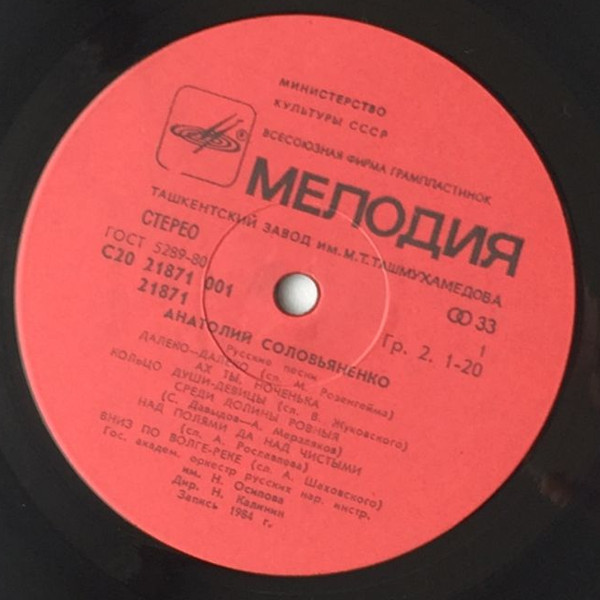 МИНИСТЕРСТВО
КУЛЬТУРЫ СССР
ВСЕСОЮЗНАЯ ФИРМА ГРАМПЛАСТИНОК
®
МЕЛОДИЯ
ТАШКЕНТСКИЙ ЗАВОД ИМ. М. Т. ТАШМУХАМЕДОВА
СТЕРЕО
ГОСТ 5289-80
33
С20 21871 001
1
21871
Гр. 2. 1-20
АНАТОЛИЙ СОЛОВЬЯНЕНКО
Русские песни
ДАЛЕКО-ДАЛЕКО (сл. М. Розенгейма)
АХ ТЫ, НОЧЕНЬКА
КОЛЬЦО ДУШИ-ДЕВИЦЫ (сл. В. Жуковского)
СРЕДИ ДОЛИНЫ РОВНЫЯ
(С. Давыдов—А. Мерзляков)
НАД ПОЛЯМИ ДА НАД ЧИСТЫМИ
(сл. А. Рославлева)
ВНИЗ ПО ВОЛГЕ-РЕКЕ (сл. А. Шаховского)
Гос. академ. оркестр русских нар. инстр.
им. Н. Осипова
Дир. Н. Калинин
Запись 1984 г.